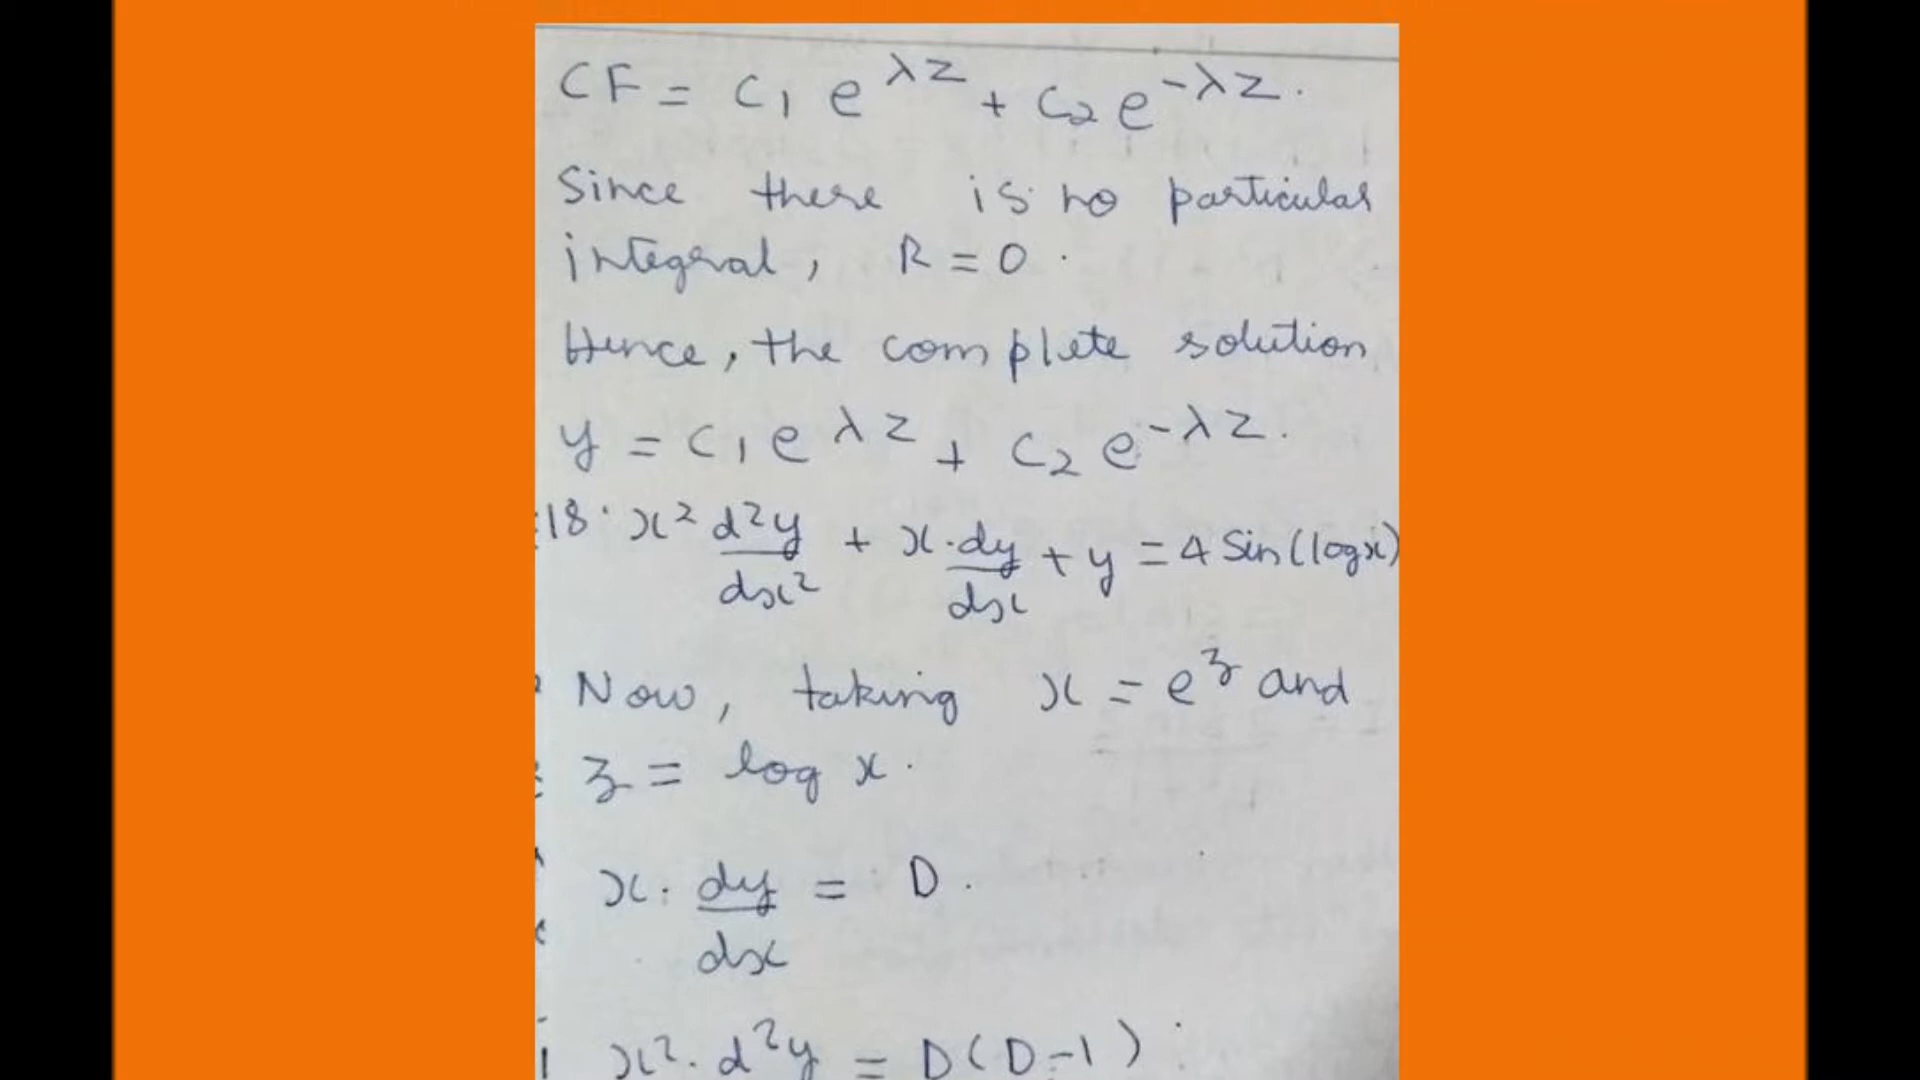 CF = C₁ e^λz + C₂ e^-λz.
Since there is no particular
integral, R = 0.
Hence, the complete solution
y = C₁ e^λz + C₂ e^-λz.
18. x² d²y/dx² + x.dy/dx + y = 4 Sin(logx)
Now, taking x = e^z and
z = log x.
x. dy/dx = D.
x². d²y = D(D-1)